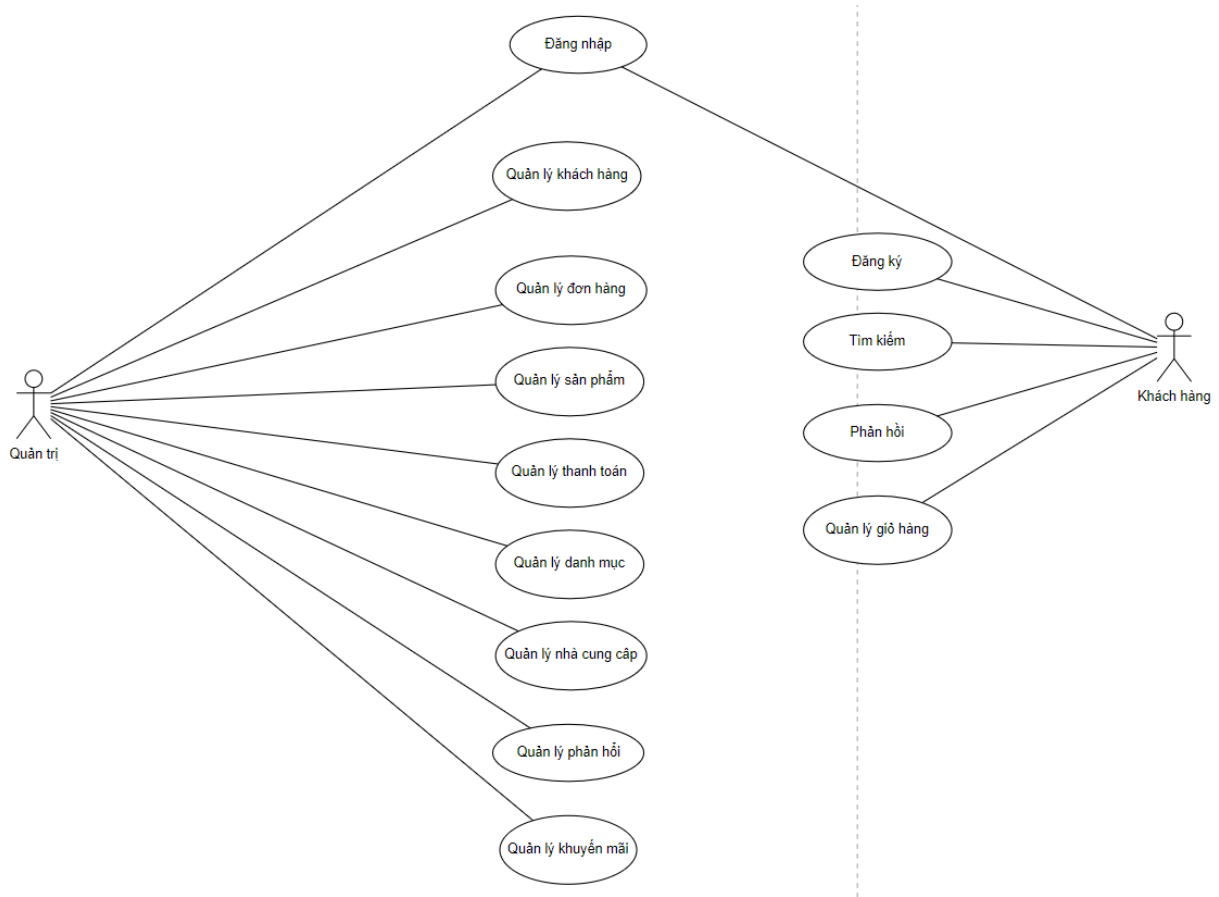 Đăng nhập
Quản lý khách hàng
Đăng ký
Quản lý đơn hàng
Tìm kiếm
Quản lý sản phẩm
Khách hàng
Phản hồi
Quản trị
Quản lý thanh toán
Quản lý giỏ hàng
Quản lý danh mục
Quản lý nhà cung câp
Quản lý phản hổi
Quản lý khuyến mãi